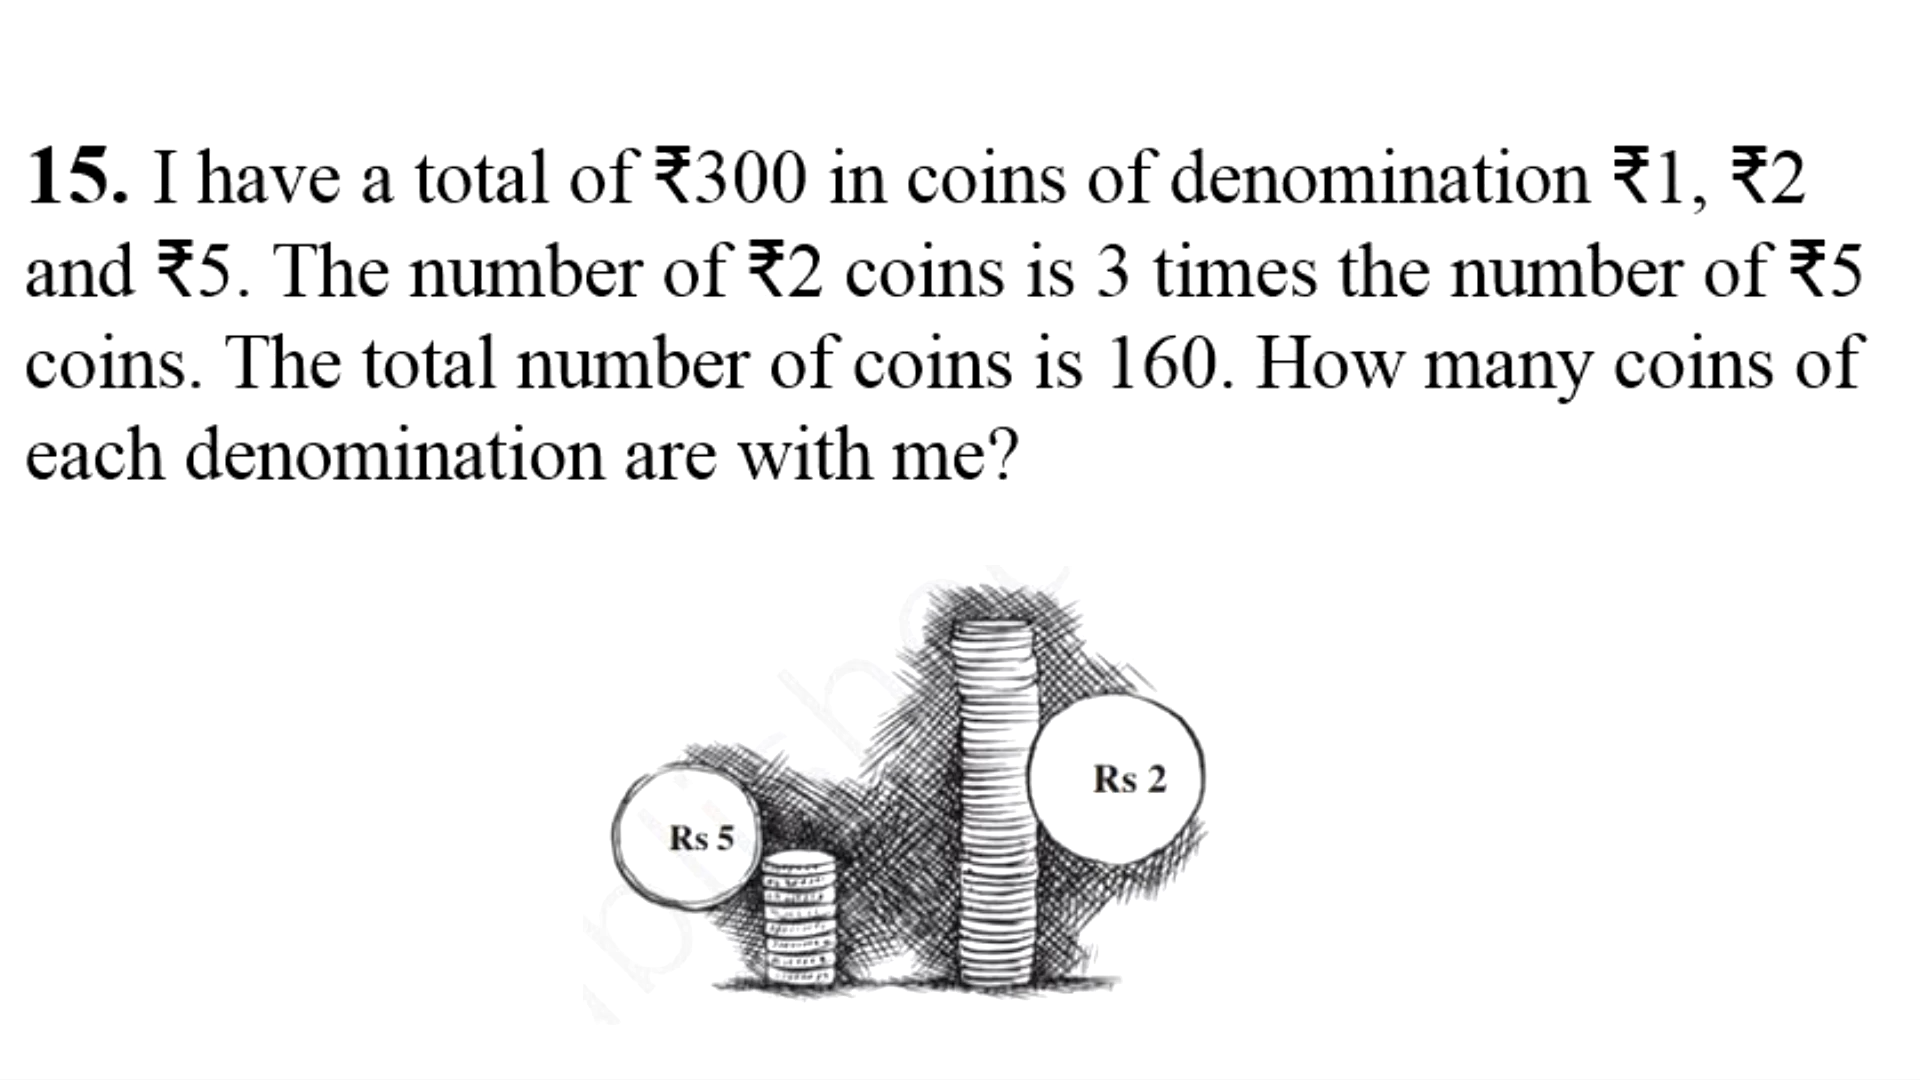 15. I have a total of ₹300 in coins of denomination ₹1, ₹2
and ₹5. The number of ₹2 coins is 3 times the number of ₹5
coins. The total number of coins is 160. How many coins of
each denomination are with me?
Rs 2
Rs 5